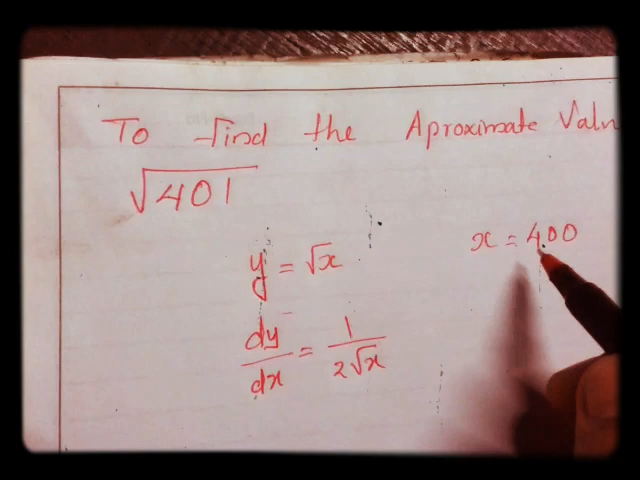 To find the Aproximate Valu
√401
x = 400
y = √x
dy/dx = 1/2√x